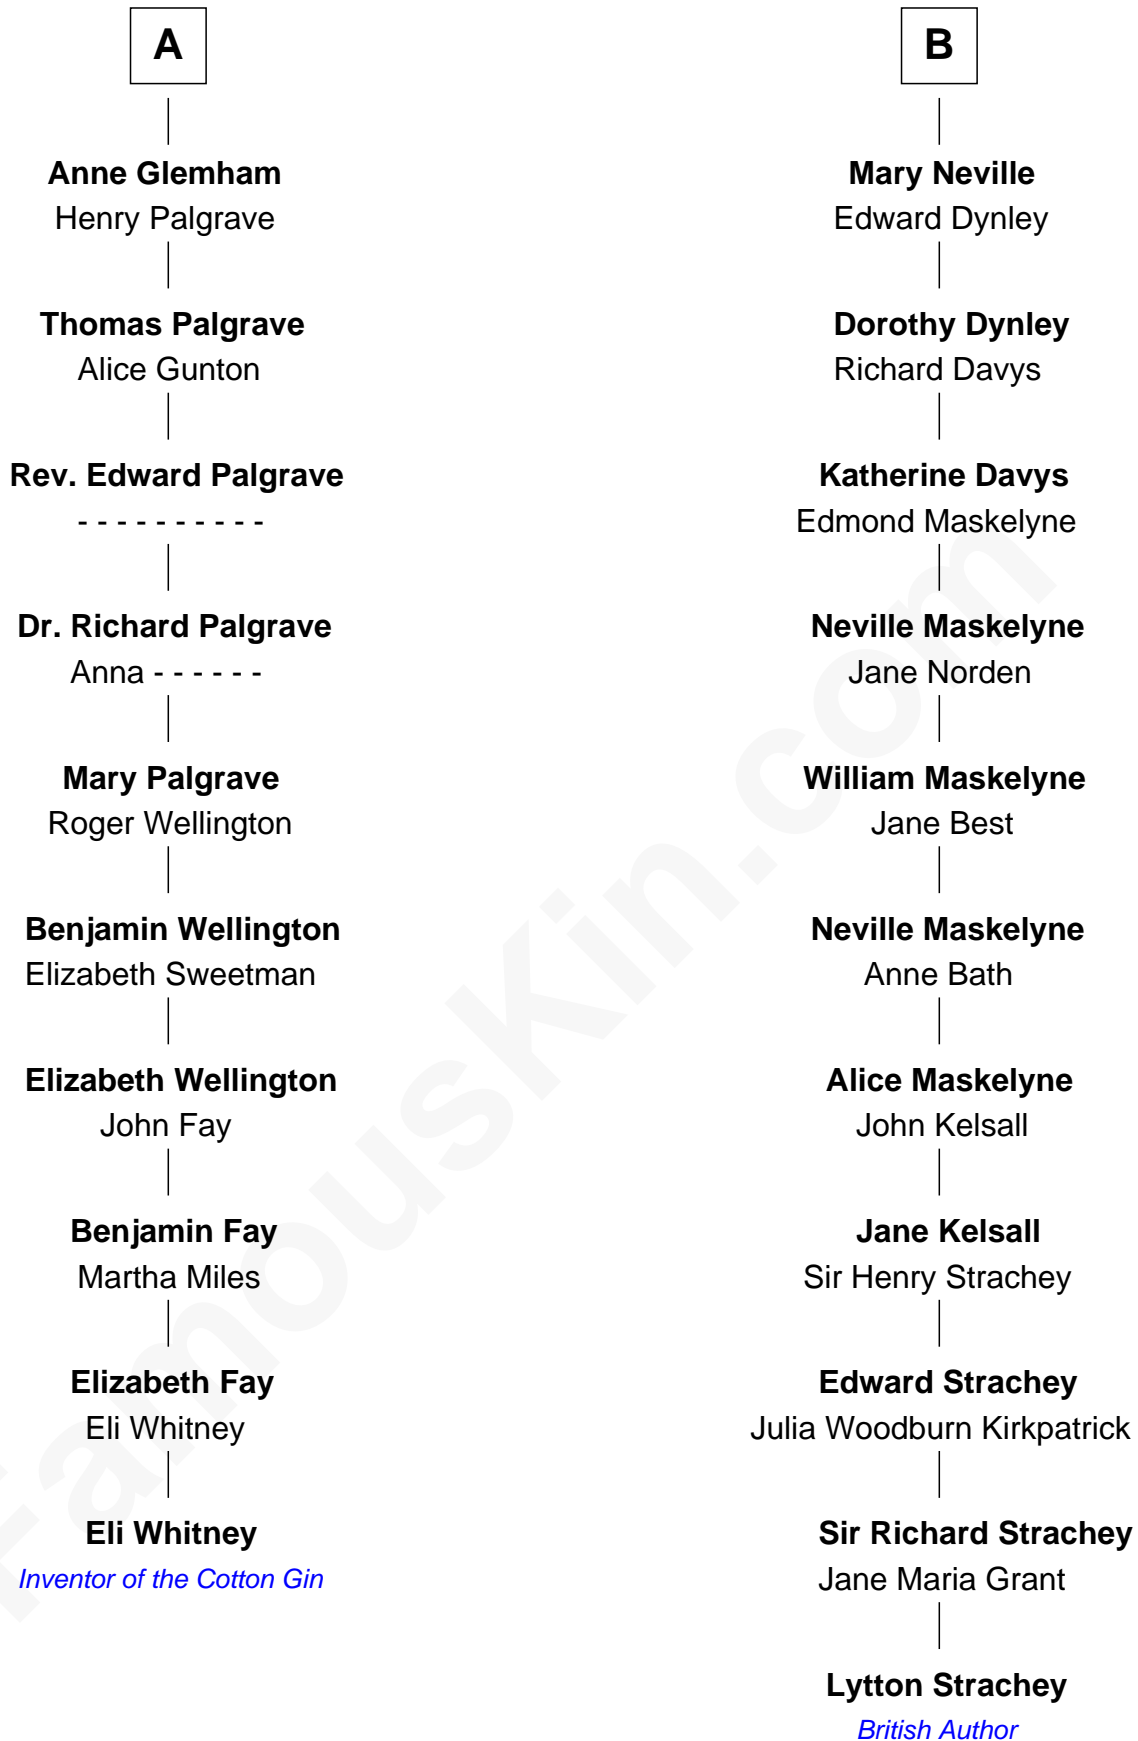 A
Anne Glemham
Henry Palgrave
Thomas Palgrave
Alice Gunton
Rev. Edward Palgrave
- - - - - - - - - -
Dr. Richard Palgrave
Anna - - - - - -
Mary Palgrave
Roger Wellington
Benjamin Wellington
Elizabeth Sweetman
Elizabeth Wellington
John Fay
Benjamin Fay
Martha Miles
Elizabeth Fay
Eli Whitney
Eli Whitney
Inventor of the Cotton Gin
B
Mary Neville
Edward Dynley
Dorothy Dynley
Richard Davys
Katherine Davys
Edmond Maskelyne
Neville Maskelyne
Jane Norden
William Maskelyne
Jane Best
Neville Maskelyne
Anne Bath
Alice Maskelyne
John Kelsall
Jane Kelsall
Sir Henry Strachey
Edward Strachey
Julia Woodburn Kirkpatrick
Sir Richard Strachey
Jane Maria Grant
Lytton Strachey
British Author
FamousKin.com